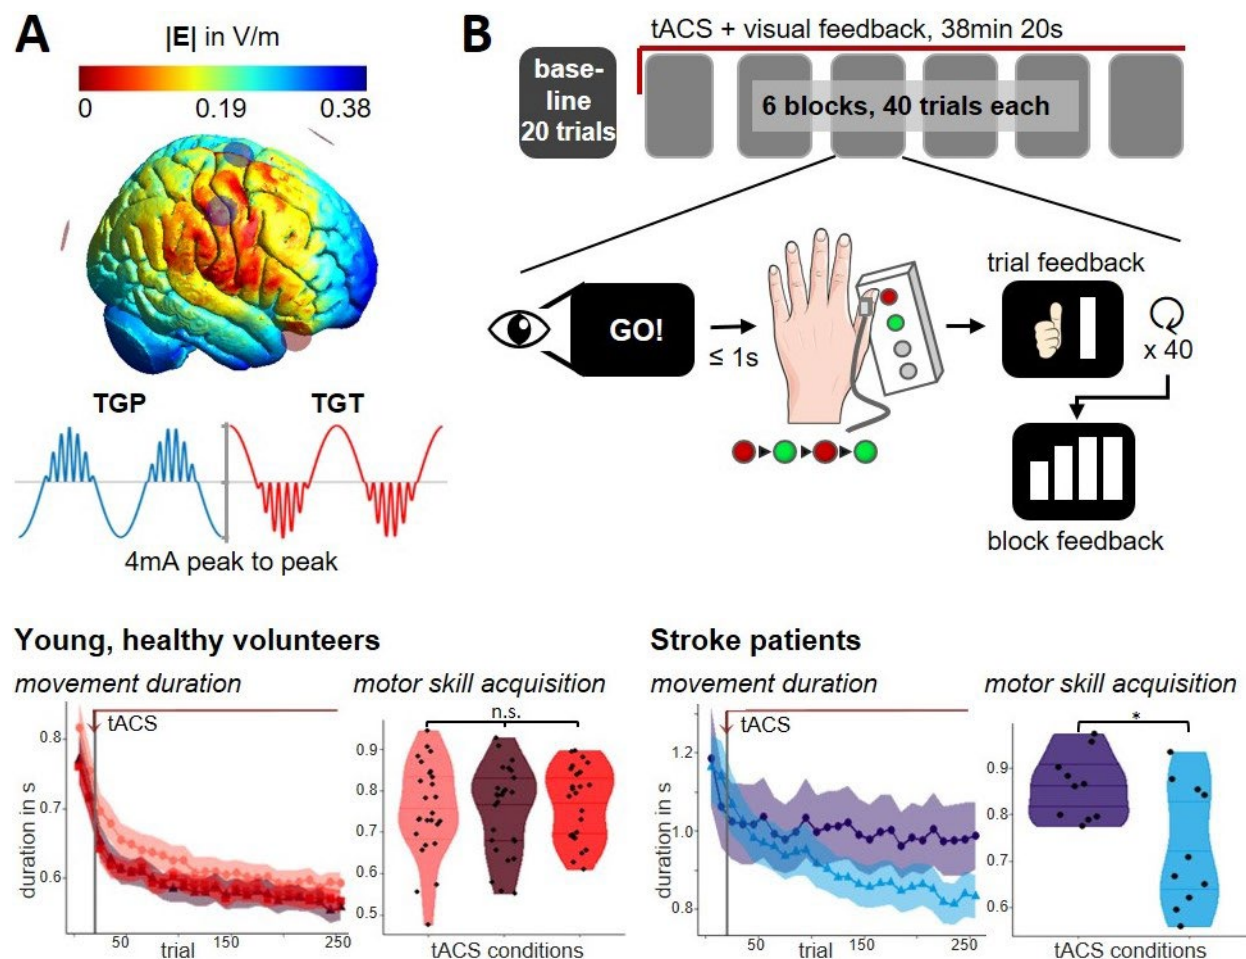 A
|E| in V/m
0 0.19 0.38
TGP TGT
4mA peak to peak
B
tACS + visual feedback, 38min 20s
base-
line
20 trials
6 blocks, 40 trials each
GO!
≤ 1s
trial feedback
x 40
block feedback
Young, healthy volunteers
movement duration
duration in s
0.8
0.7
0.6
tACS
50 150 250
trial
motor skill acquisition
n.s.
0.9
0.8
0.7
0.6
0.5
tACS conditions
Stroke patients
movement duration
duration in s
1.2
1.0
0.8
tACS
50 150 250
trial
motor skill acquisition
*
0.9
0.8
0.7
0.6
tACS conditions